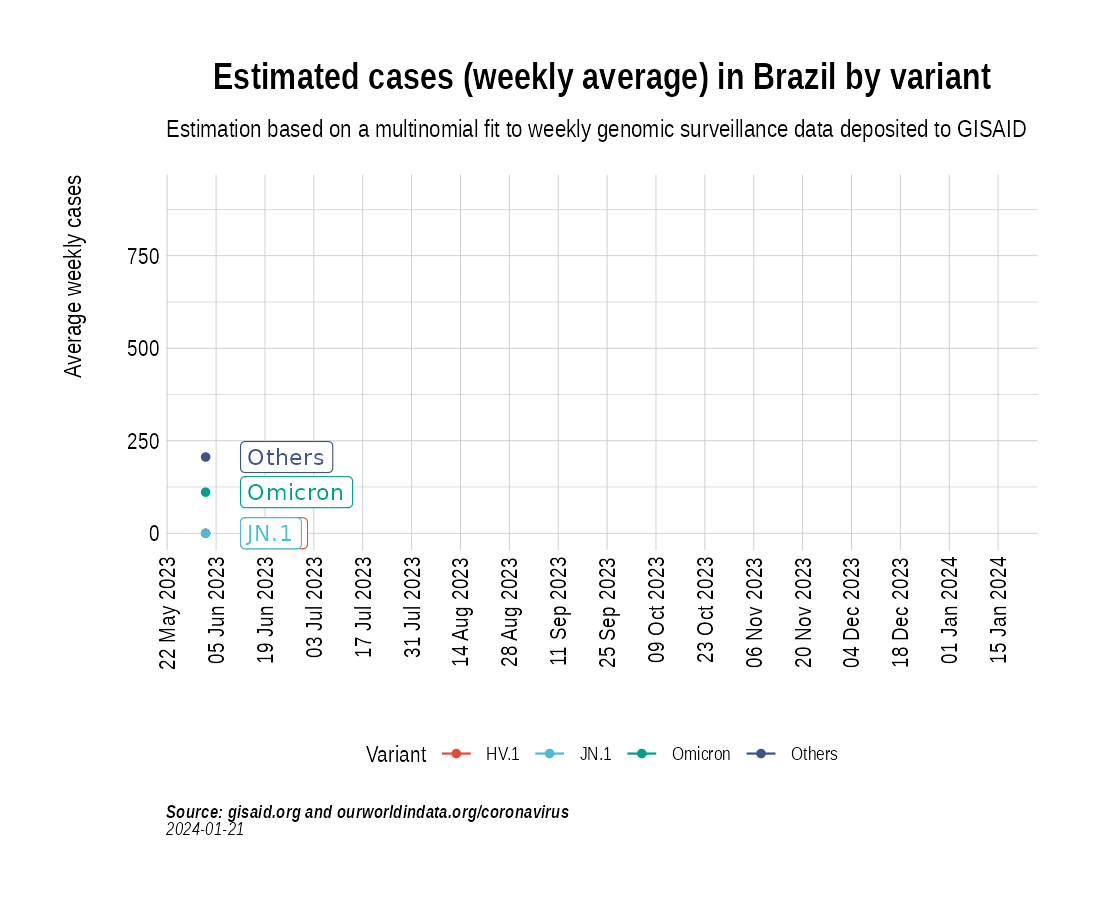 Estimated cases (weekly average) in Brazil by variant
Estimation based on a multinomial fit to weekly genomic surveillance data deposited to GISAID
Average weekly cases
750
500
250
0
Others
Omicron
JN.1
22 May 2023
05 Jun 2023
19 Jun 2023
03 Jul 2023
17 Jul 2023
31 Jul 2023
14 Aug 2023
28 Aug 2023
11 Sep 2023
25 Sep 2023
09 Oct 2023
23 Oct 2023
06 Nov 2023
20 Nov 2023
04 Dec 2023
18 Dec 2023
01 Jan 2024
15 Jan 2024
Variant HV.1 JN.1 Omicron Others
Source: gisaid.org and ourworldindata.org/coronavirus
2024-01-21